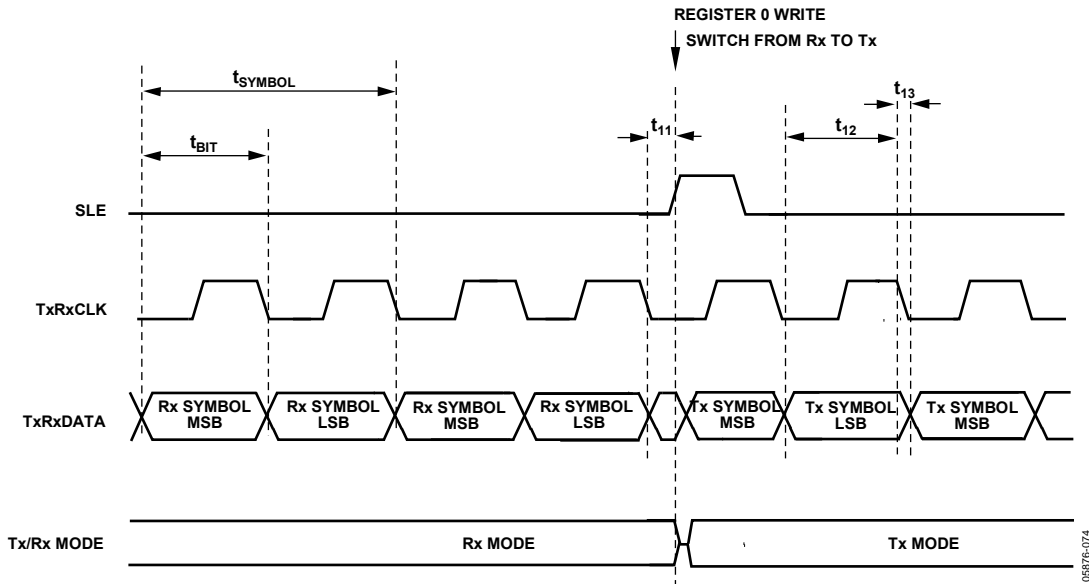 REGISTER 0 WRITE
SWITCH FROM Rx TO Tx
tSYMBOL
t13
tBIT
t11
t12
SLE
TxRxCLK
TxRxDATA
Rx SYMBOL
MSB
Rx SYMBOL
LSB
Rx SYMBOL
MSB
Rx SYMBOL
LSB
Tx SYMBOL
MSB
Tx SYMBOL
LSB
Tx SYMBOL
MSB
Tx/Rx MODE
Rx MODE
Tx MODE
05876-074